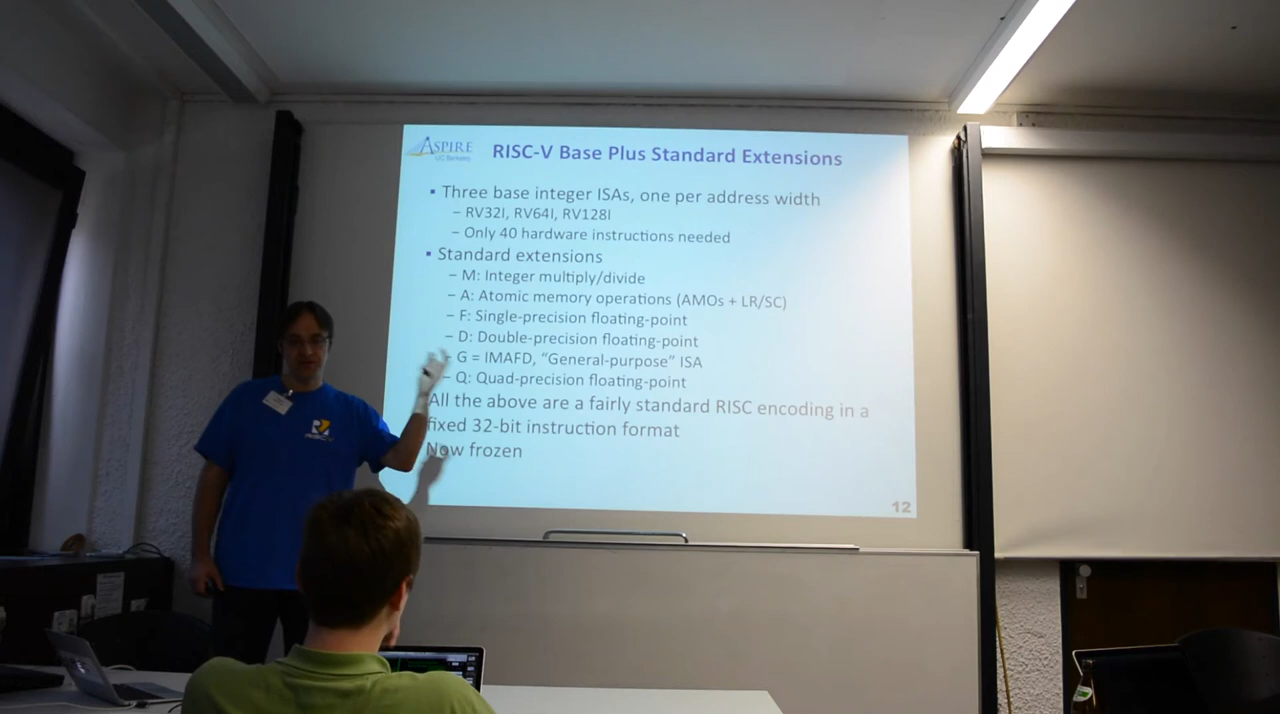 ASPIRE
UC Berkeley
RISC-V Base Plus Standard Extensions
▪ Three base integer ISAs, one per address width
– RV32I, RV64I, RV128I
– Only 40 hardware instructions needed
▪ Standard extensions
– M: Integer multiply/divide
– A: Atomic memory operations (AMOs + LR/SC)
– F: Single-precision floating-point
– D: Double-precision floating-point
– G = IMAFD, “General-purpose” ISA
– Q: Quad-precision floating-point
All the above are a fairly standard RISC encoding in a
fixed 32-bit instruction format
Now frozen
12
RISC-V